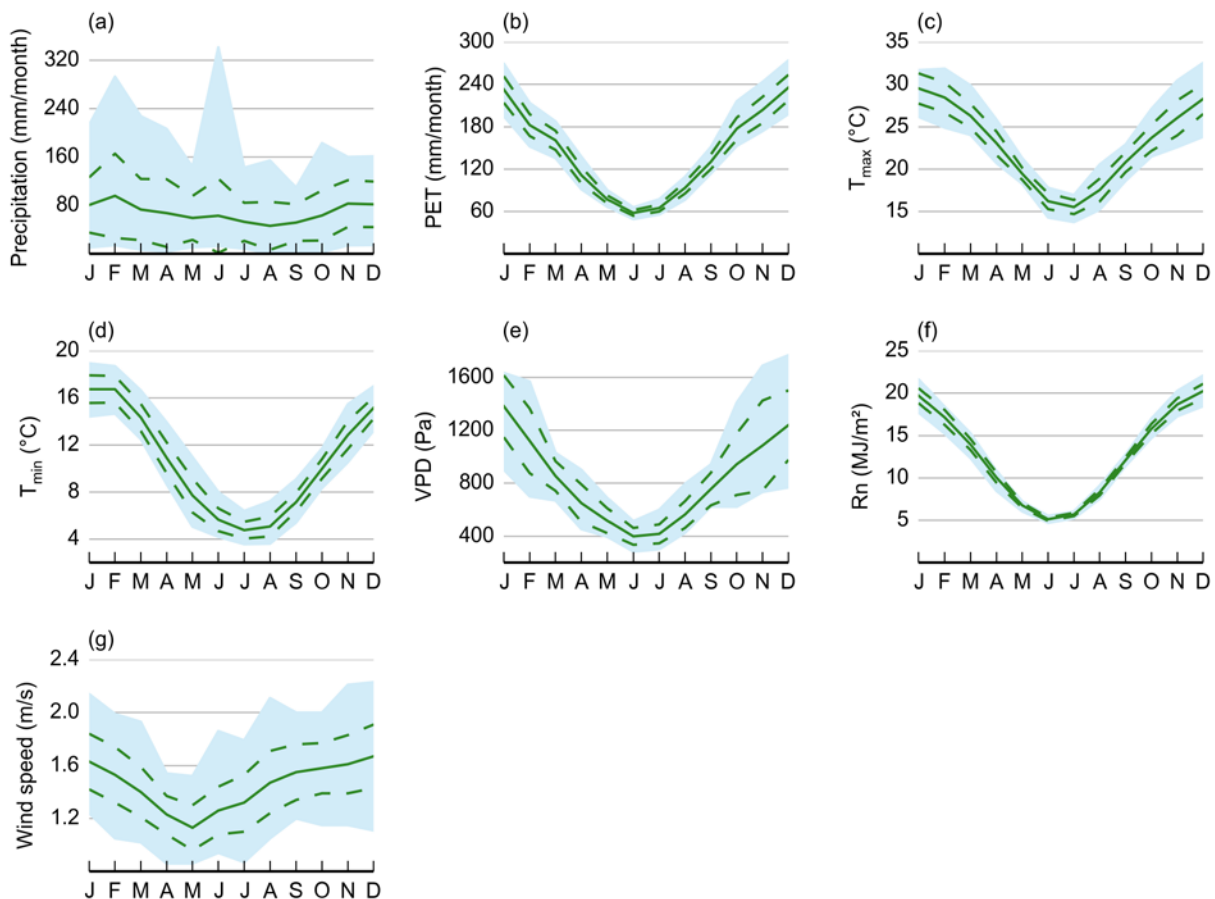 (a)
Precipitation (mm/month)
320
240
160
80
J F M A M J J A S O N D
(b)
PET (mm/month)
300
240
180
120
60
J F M A M J J A S O N D
(c)
Tmax (°C)
35
30
25
20
15
J F M A M J J A S O N D
(d)
Tmin (°C)
20
16
12
8
4
J F M A M J J A S O N D
(e)
VPD (Pa)
1600
1200
800
400
J F M A M J J A S O N D
(f)
Rn (MJ/m²)
25
20
15
10
5
J F M A M J J A S O N D
(g)
Wind speed (m/s)
2.4
2.0
1.6
1.2
J F M A M J J A S O N D